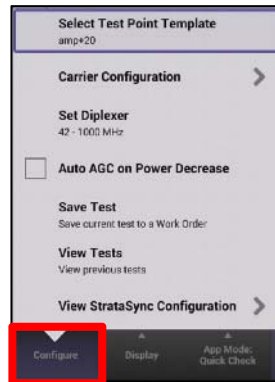 Select Test Point Template
amp+20
Carrier Configuration
Set Diplexer
42 - 1000 MHz
Auto AGC on Power Decrease
Save Test
Save current test to a Work Order
View Tests
View previous tests
View StrataSync Configuration
Configure
Display
App Mode:
Quick Check